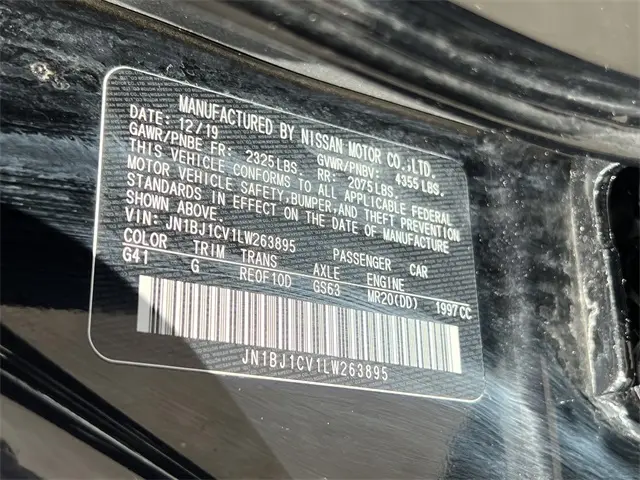 MANUFACTURED BY NISSAN MOTOR CO.,LTD.
DATE: 12/19 GVWR/PNBV: 4355 LBS.
GAWR/PNBE FR: 2325 LBS. RR: 2075 LBS.
THIS VEHICLE CONFORMS TO ALL APPLICABLE FEDERAL
MOTOR VEHICLE SAFETY,BUMPER,AND THEFT PREVENTION
STANDARDS IN EFFECT ON THE DATE OF MANUFACTURE
SHOWN ABOVE.
VIN: JN1BJ1CV1LW263895 PASSENGER CAR
COLOR TRIM TRANS AXLE ENGINE
G41 G RE0F10D GS63 MR20(DD) 1997CC
JN1BJ1CV1LW263895